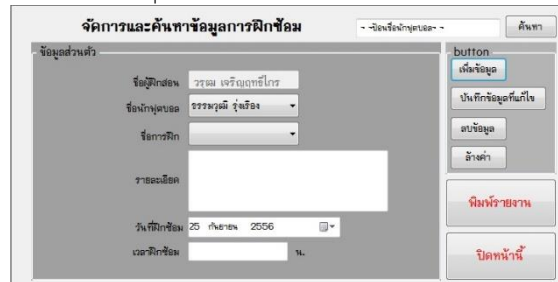 จัดการและค้นหาข้อมูลการฝึกซ้อม
- -ป้อนชื่อนักฟุตบอล- -
ค้นหา
ข้อมูลส่วนตัว
ชื่อผู้ฝึกสอน วรวุฒ เจริญฤทธิไกร
ชื่อนักฟุตบอล ธรรมวุฒิ รุ่งเรือง
ชื่อการฝึก
รายละเอียด
วันที่ฝึกซ้อม 25 กันยายน 2556
เวลาฝึกซ้อม น.
button
เพิ่มข้อมูล
บันทึกข้อมูลที่แก้ไข
ลบข้อมูล
ล้างค่า
พิมพ์รายงาน
ปิดหน้านี้